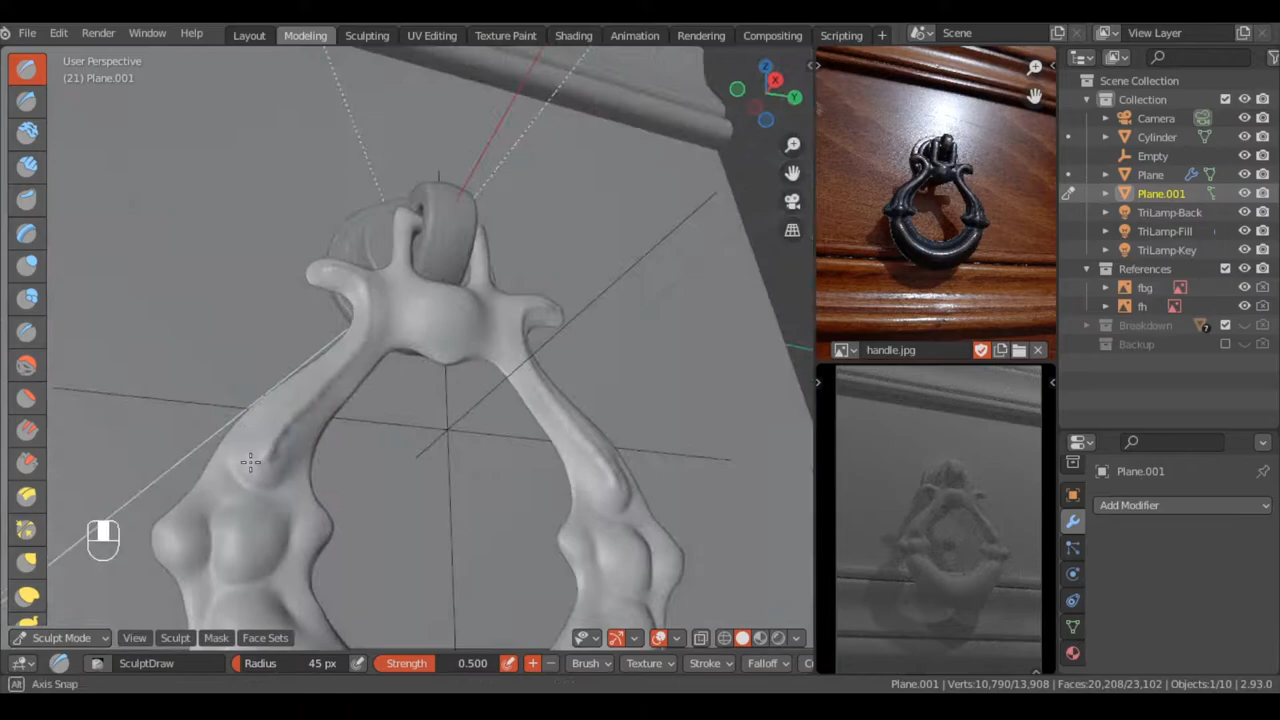 File Edit Render Window Help Layout Modeling Sculpting UV Editing Texture Paint Shading Animation Rendering Compositing Scripting + Scene View Layer
User Perspective
(21) Plane.001
Z
X
Y
Scene Collection
Collection
Camera
Cylinder
Empty
Plane
Plane.001
TriLamp-Back
TriLamp-Fill
TriLamp-Key
References
fbg
fh
Breakdown
7
Backup
handle.jpg
Plane.001
Add Modifier
Sculpt Mode View Sculpt Mask Face Sets
SculptDraw Radius 45 px Strength 0.500 + − Brush Texture Stroke Falloff
Alt Axis Snap
Plane.001 | Verts:10,790/13,908 | Faces:20,208/23,102 | Objects:1/10 | 2.93.0